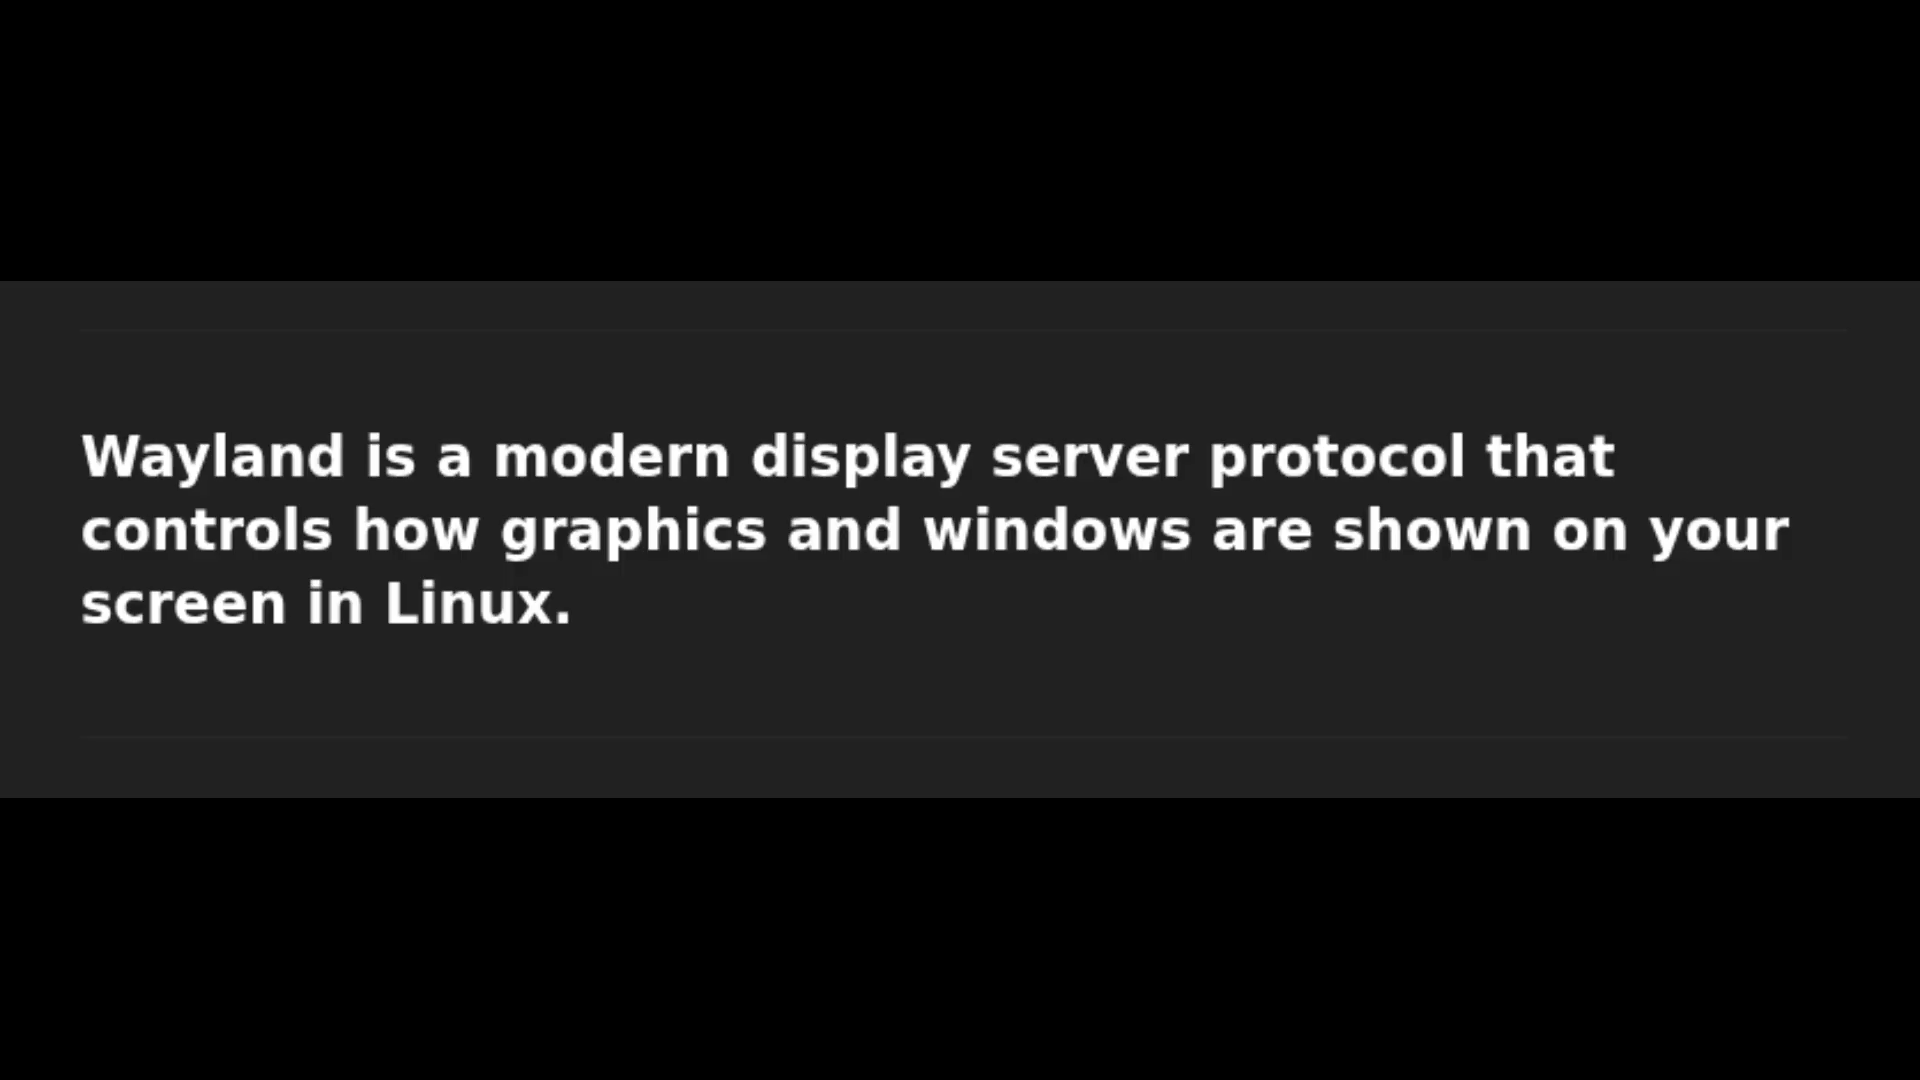 Wayland is a modern display server protocol that
controls how graphics and windows are shown on your
screen in Linux.